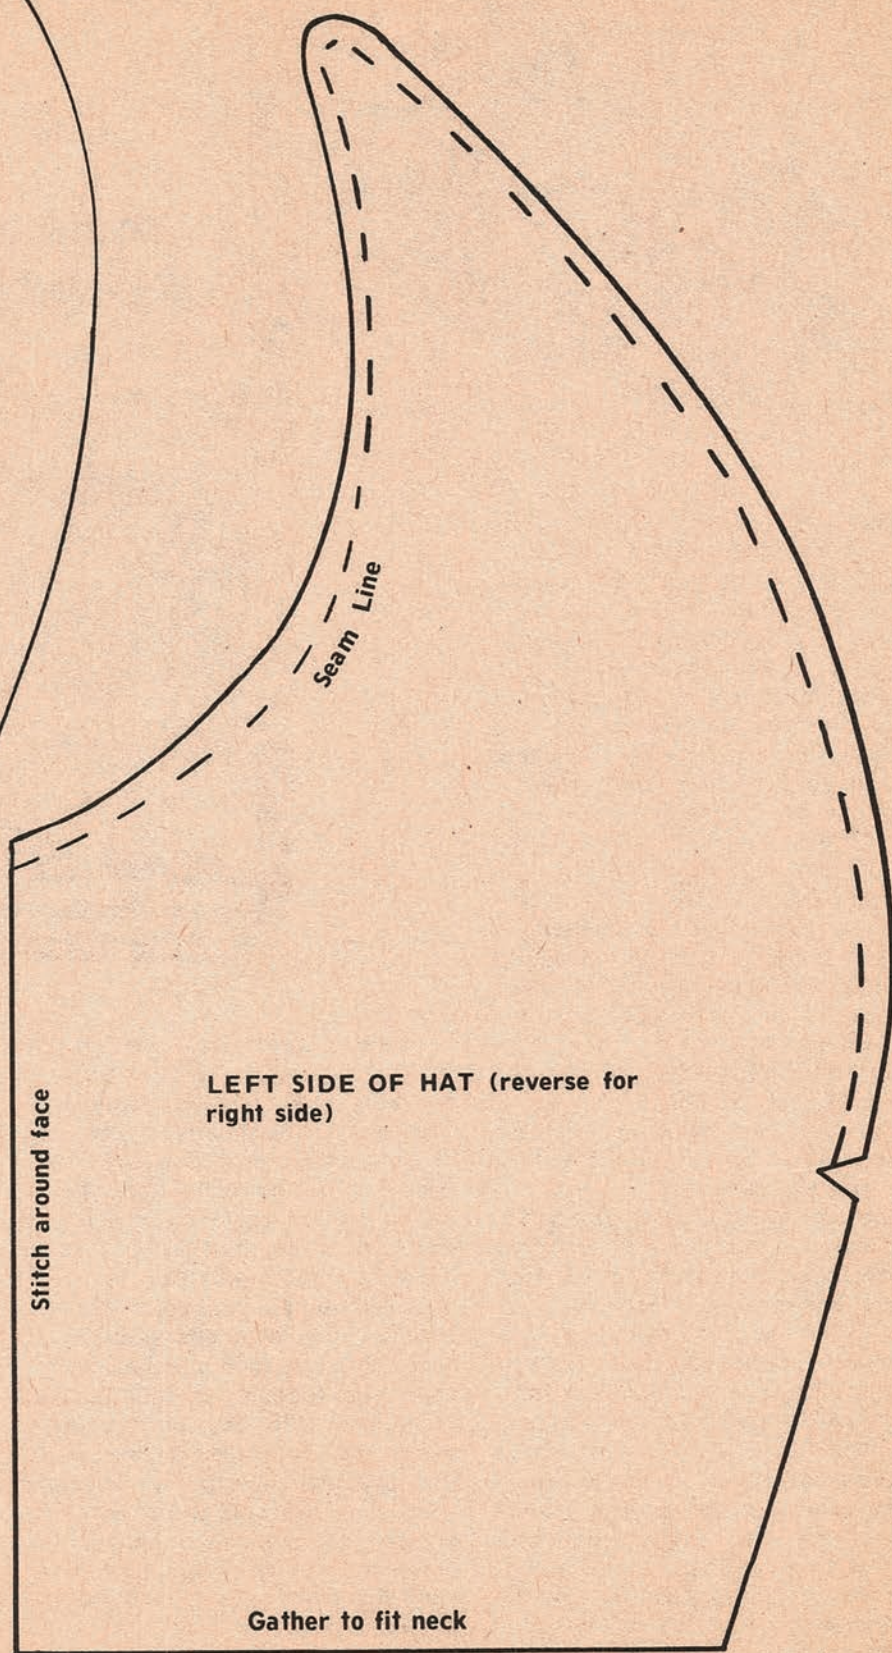 Seam Line
LEFT SIDE OF HAT (reverse for
right side)
Stitch around face
Gather to fit neck